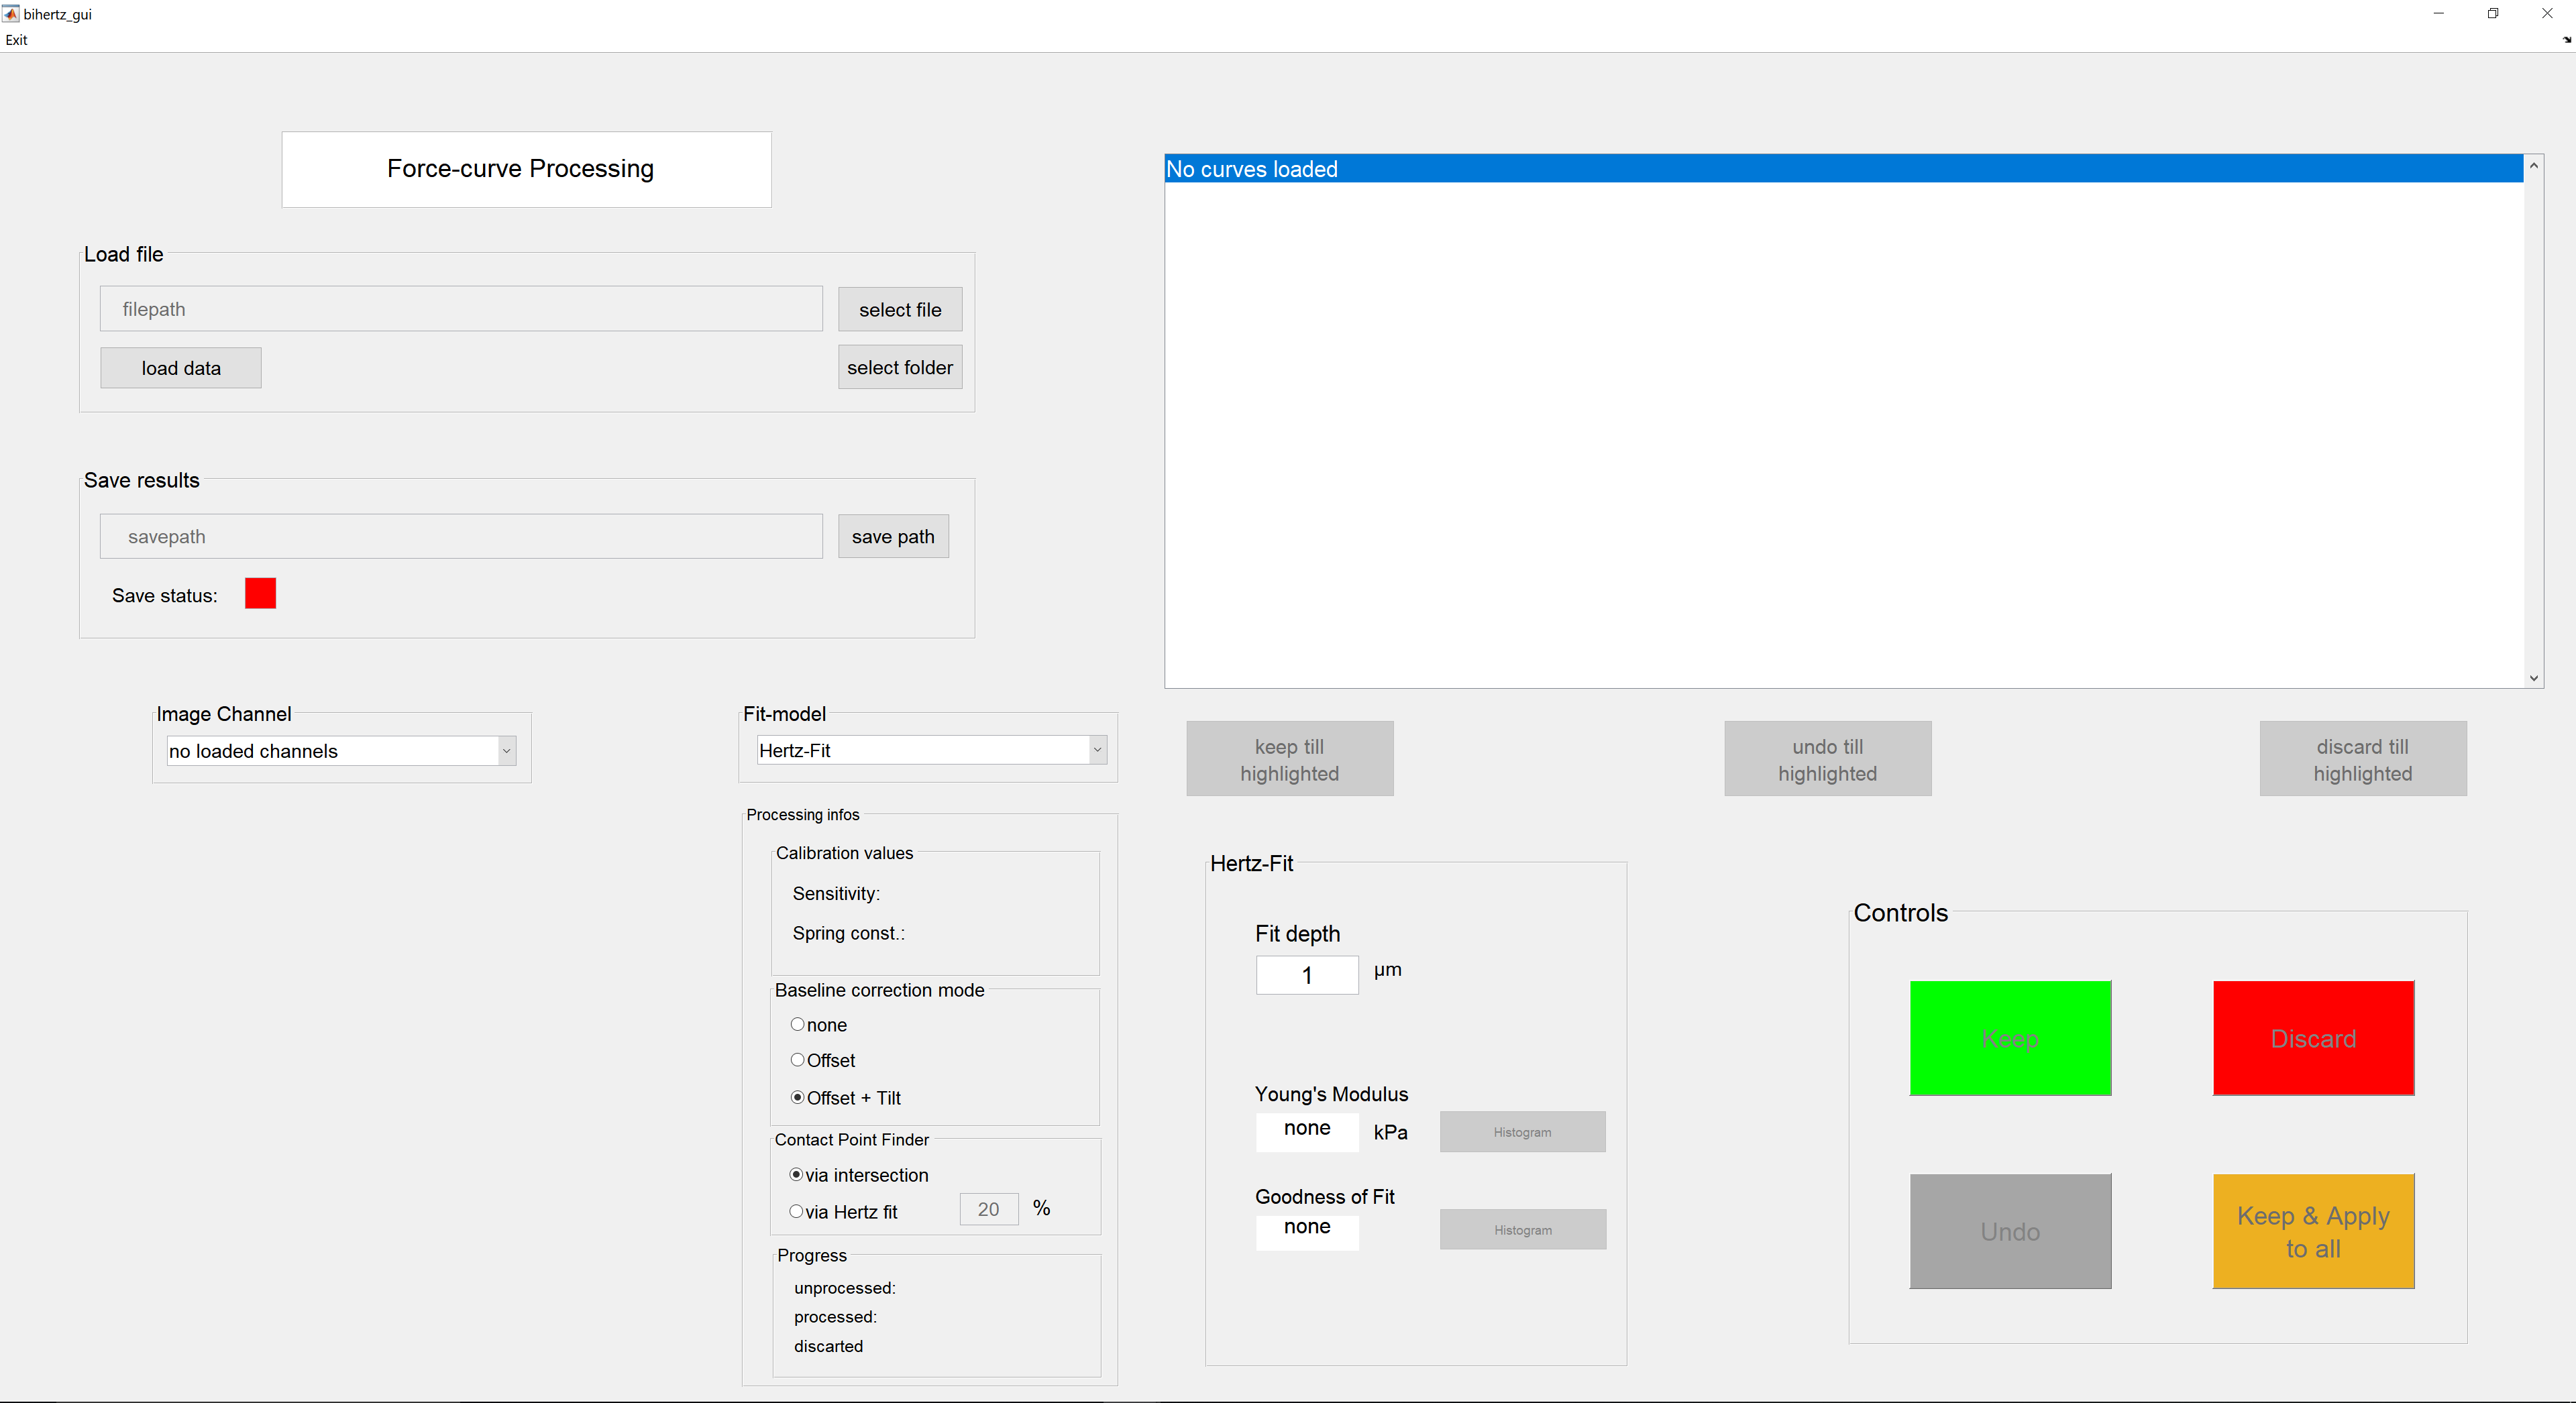 bihertz_gui
Exit
Force-curve Processing
No curves loaded
Load file
filepath
select file
load data
select folder
Save results
savepath
save path
Save status:
Image Channel
no loaded channels
Fit-model
Hertz-Fit
keep till
highlighted
undo till
highlighted
discard till
highlighted
Processing infos
Calibration values
Sensitivity:
Spring const.:
Baseline correction mode
none
Offset
Offset + Tilt
Contact Point Finder
via intersection
via Hertz fit
20
%
Progress
unprocessed:
processed:
discarted
Hertz-Fit
Fit depth
1
µm
Young's Modulus
none
kPa
Histogram
Goodness of Fit
none
Histogram
Controls
Keep
Discard
Undo
Keep & Apply
to all